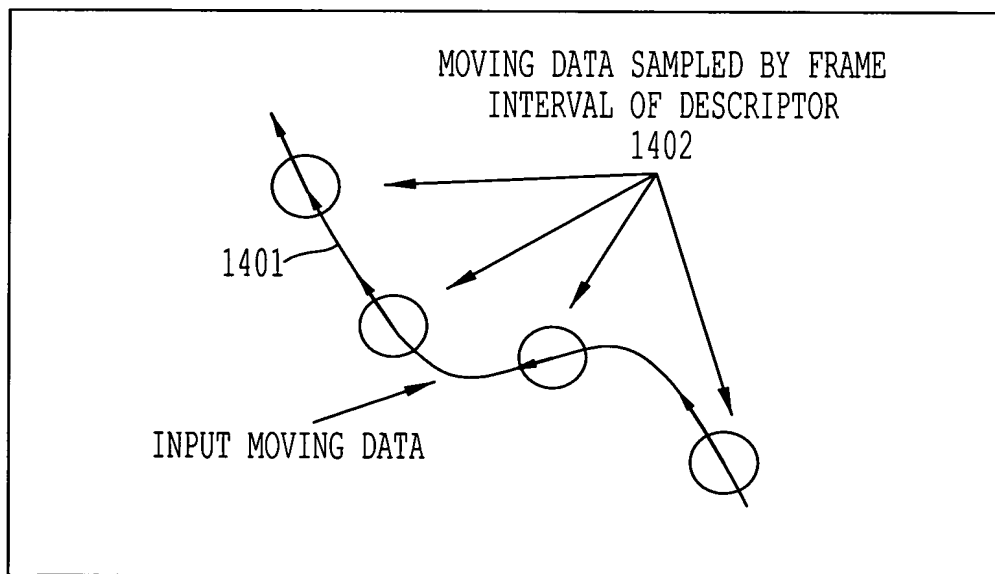 MOVING DATA SAMPLED BY FRAME
INTERVAL OF DESCRIPTOR
1402
1401
INPUT MOVING DATA